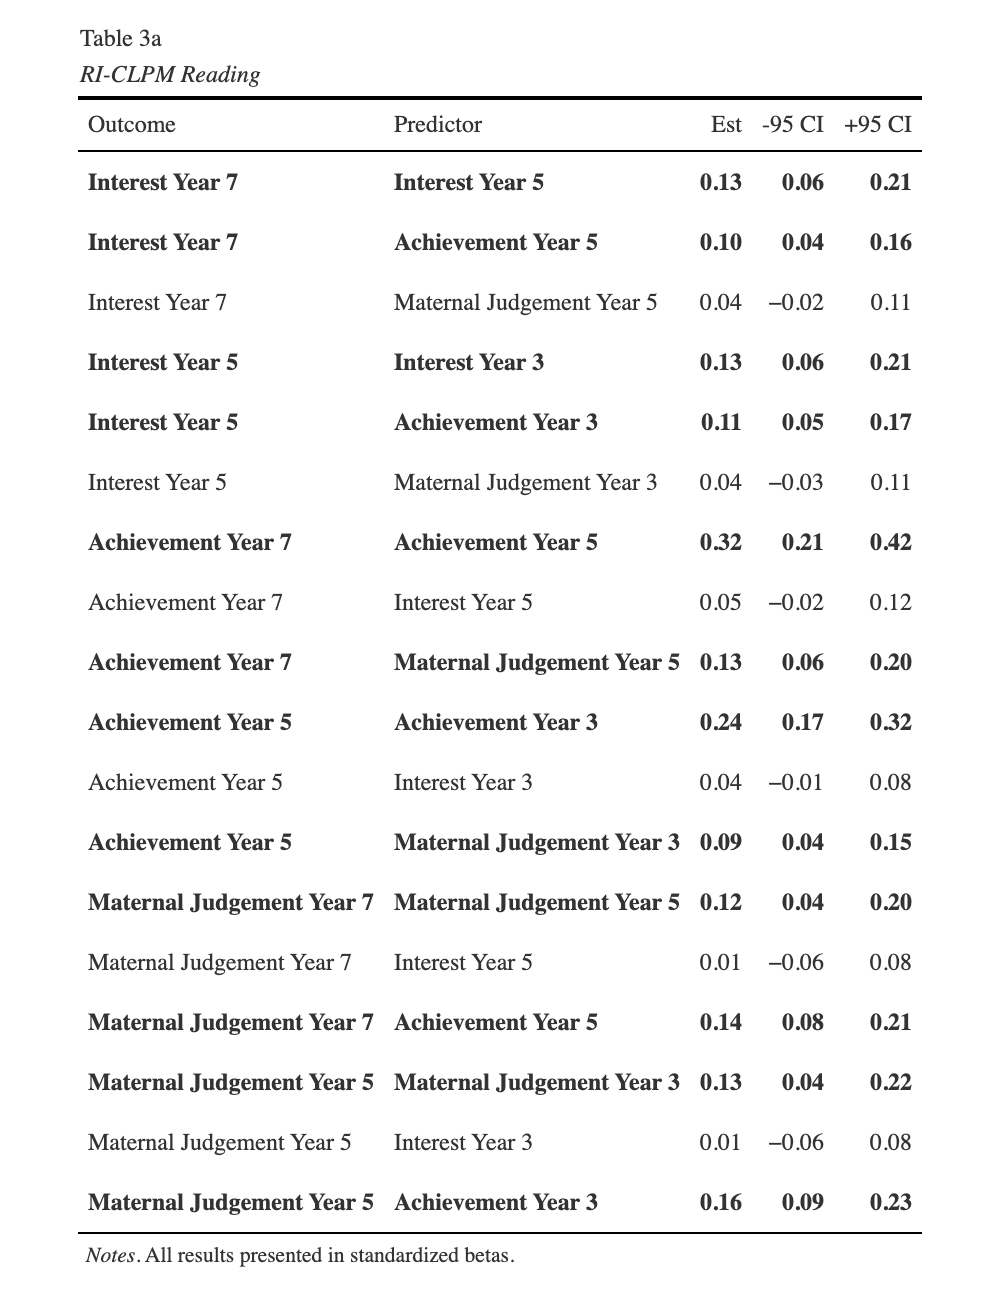 Table 3a
RI-CLPM Reading
Outcome Predictor Est -95 CI +95 CI
Interest Year 7 Interest Year 5 0.13 0.06 0.21
Interest Year 7 Achievement Year 5 0.10 0.04 0.16
Interest Year 7 Maternal Judgement Year 5 0.04 −0.02 0.11
Interest Year 5 Interest Year 3 0.13 0.06 0.21
Interest Year 5 Achievement Year 3 0.11 0.05 0.17
Interest Year 5 Maternal Judgement Year 3 0.04 −0.03 0.11
Achievement Year 7 Achievement Year 5 0.32 0.21 0.42
Achievement Year 7 Interest Year 5 0.05 −0.02 0.12
Achievement Year 7 Maternal Judgement Year 5 0.13 0.06 0.20
Achievement Year 5 Achievement Year 3 0.24 0.17 0.32
Achievement Year 5 Interest Year 3 0.04 −0.01 0.08
Achievement Year 5 Maternal Judgement Year 3 0.09 0.04 0.15
Maternal Judgement Year 7 Maternal Judgement Year 5 0.12 0.04 0.20
Maternal Judgement Year 7 Interest Year 5 0.01 −0.06 0.08
Maternal Judgement Year 7 Achievement Year 5 0.14 0.08 0.21
Maternal Judgement Year 5 Maternal Judgement Year 3 0.13 0.04 0.22
Maternal Judgement Year 5 Interest Year 3 0.01 −0.06 0.08
Maternal Judgement Year 5 Achievement Year 3 0.16 0.09 0.23
Notes. All results presented in standardized betas.